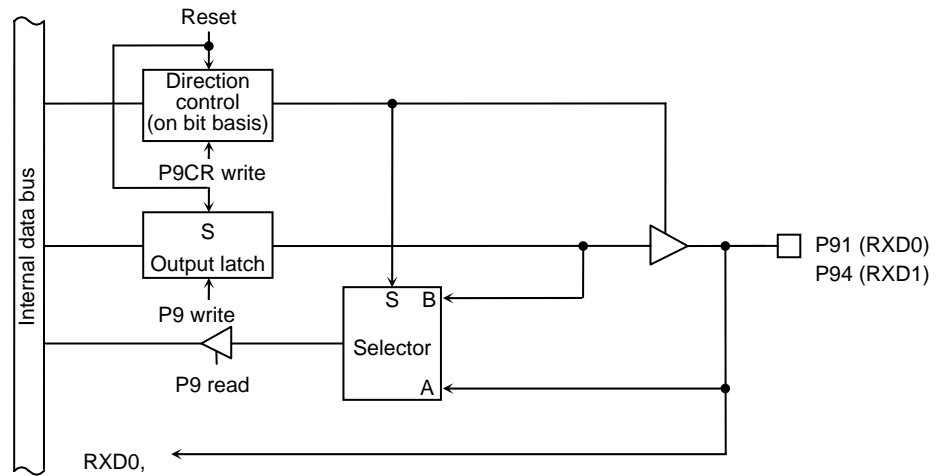 Reset
Direction
control
(on bit basis)
P9CR write
Internal data bus
S
Output latch
P9 write
S B
Selector
A
P9 read
P91 (RXD0)
P94 (RXD1)
RXD0,